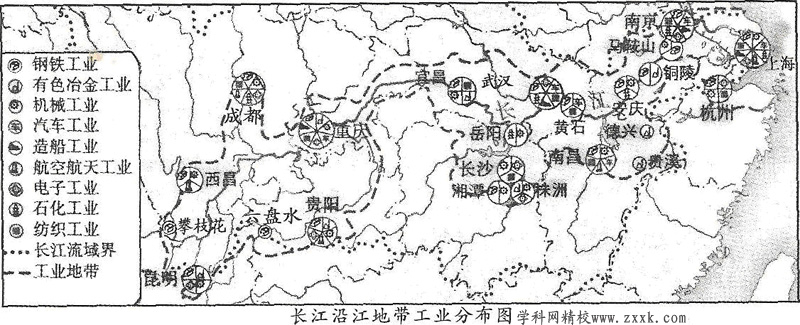 钢铁工业
有色冶金工业
机械工业
汽车工业
造船工业
航空航天工业
电子工业
石化工业
纺织工业
长江流域界
工业地带
南京
马鞍山
上海
铜陵
杭州
安庆
宜昌
武汉
长
江
黄石
德兴
岳阳
南昌
贵溪
长沙
湘潭
株洲
成都
重庆
西昌
攀枝花
六盘水
贵阳
昆明
长江沿江地带工业分布图学科网精校www.zxxk.com